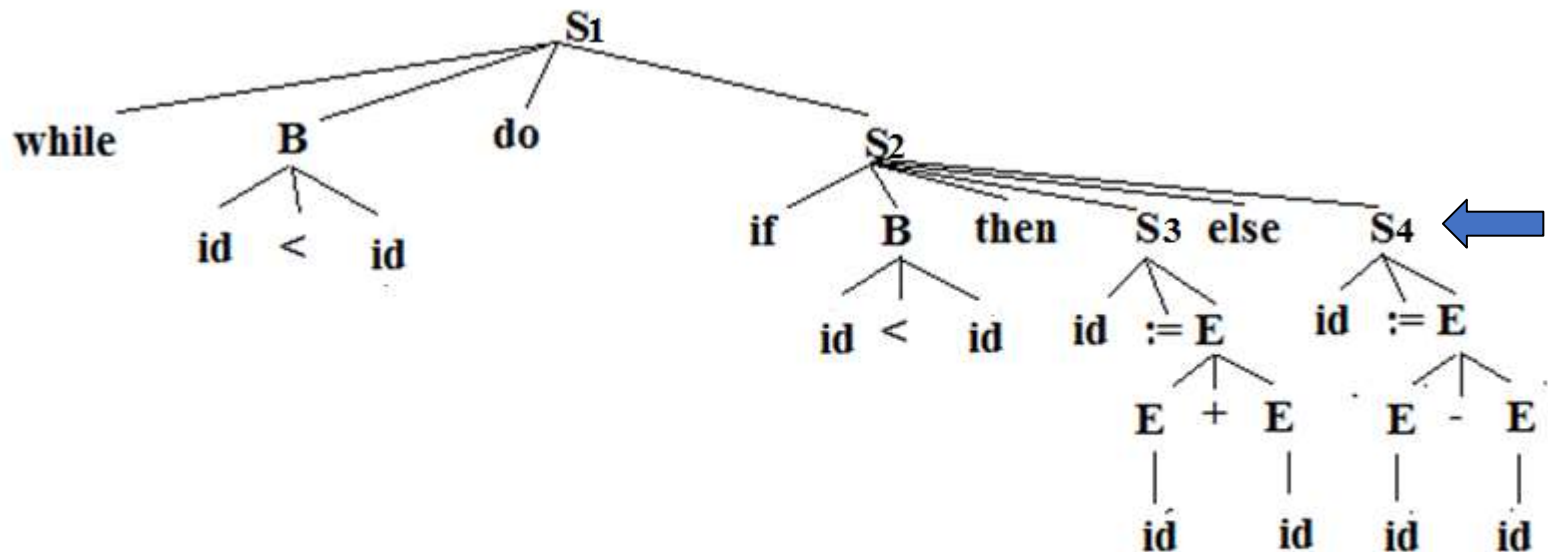 S1
while B do S2
id < id if B then S3 else S4
id < id id := E id := E
E + E E - E
id id id id